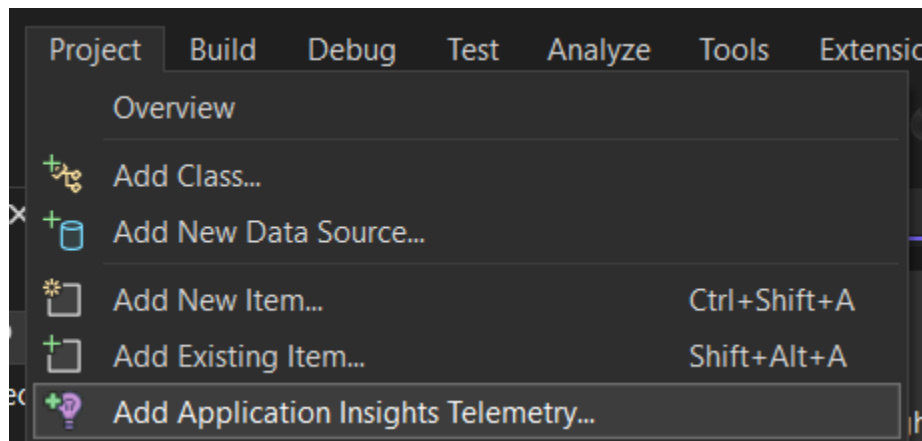 Project Build Debug Test Analyze Tools Extensio
Overview
Add Class...
Add New Data Source...
Add New Item... Ctrl+Shift+A
Add Existing Item... Shift+Alt+A
Add Application Insights Telemetry...